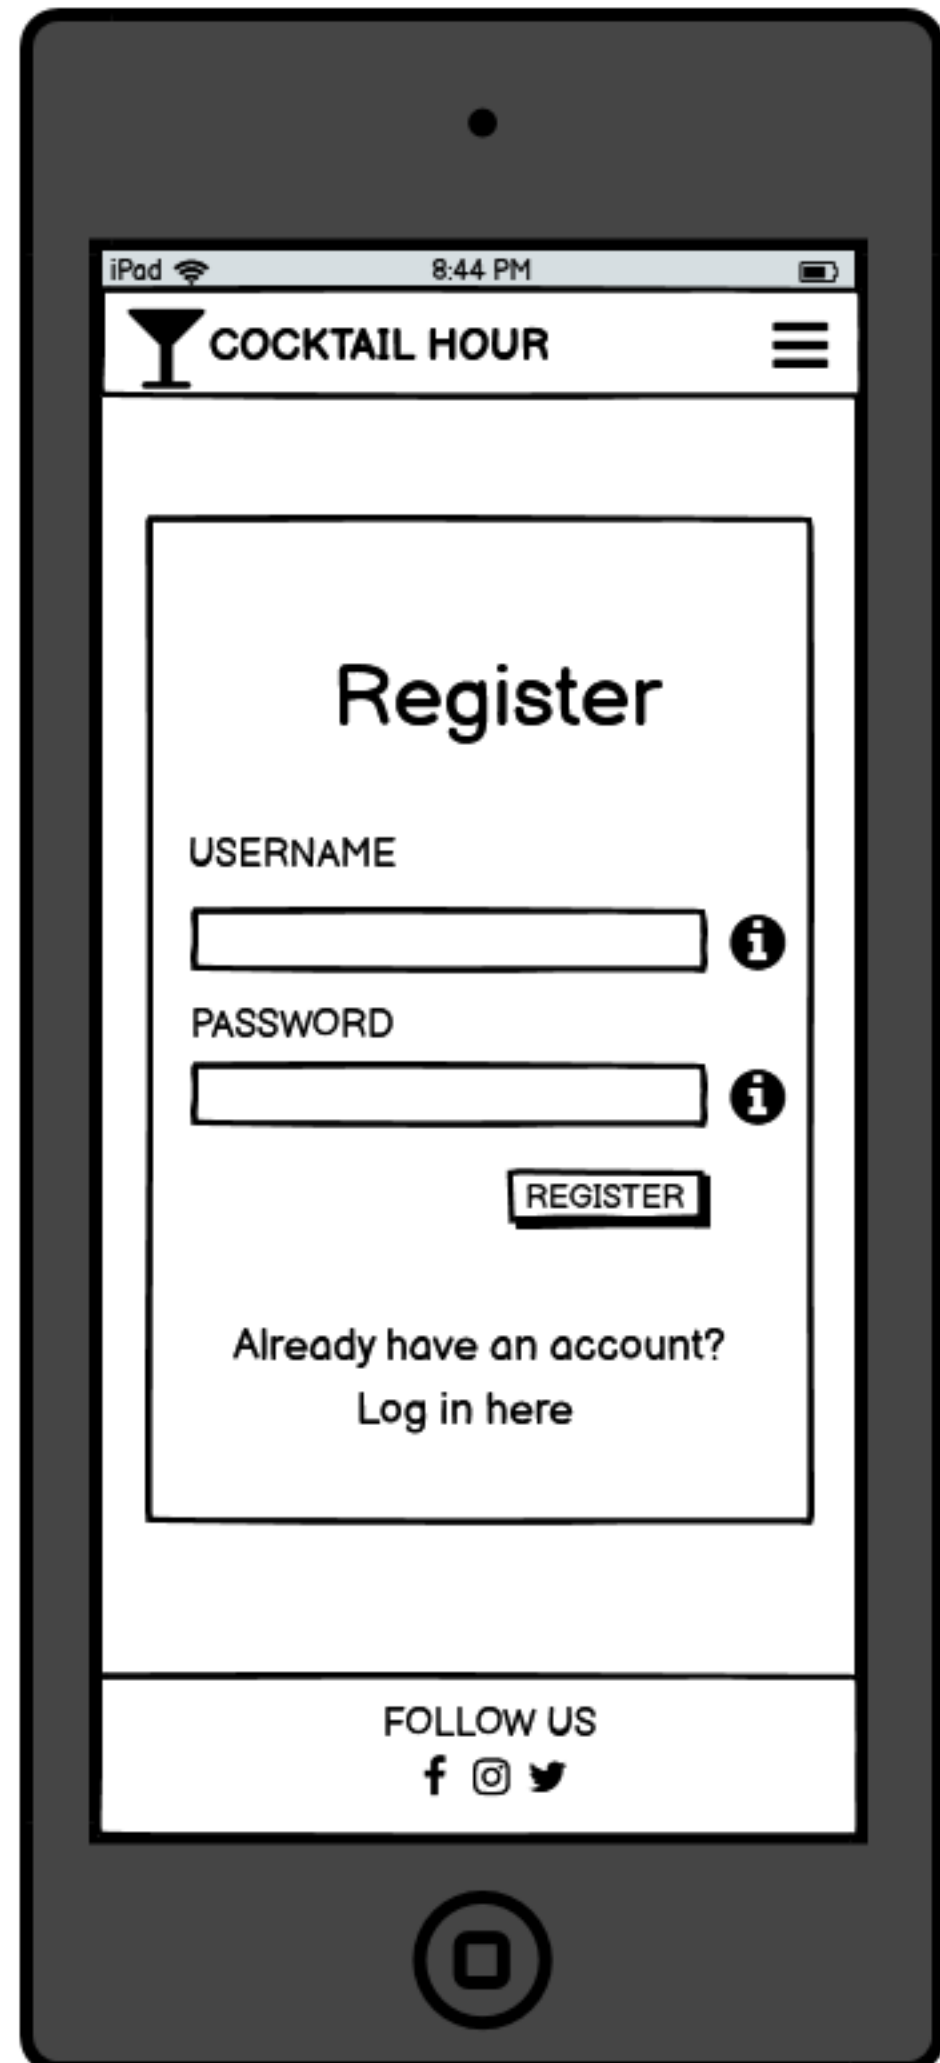 iPad 8:44 PM
COCKTAIL HOUR
Register
USERNAME
PASSWORD
REGISTER
Already have an account?
Log in here
FOLLOW US